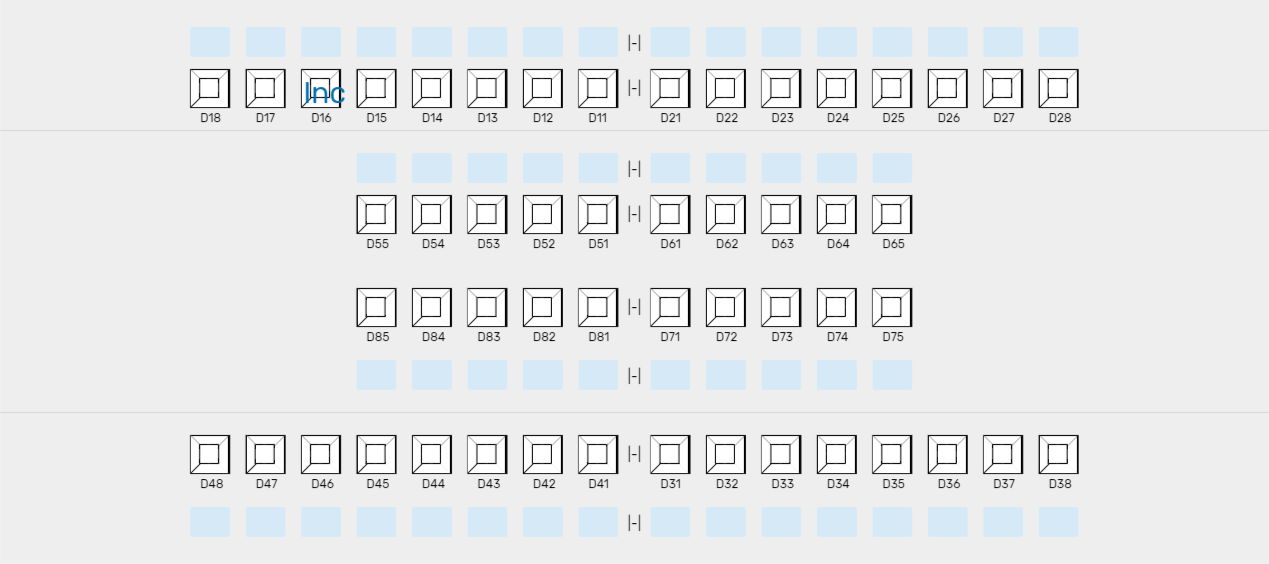 |-|
Inc |-|
D18 D17 D16 D15 D14 D13 D12 D11 D21 D22 D23 D24 D25 D26 D27 D28
|-|
|-|
D55 D54 D53 D52 D51 D61 D62 D63 D64 D65
|-|
D85 D84 D83 D82 D81 D71 D72 D73 D74 D75
|-|
|-|
D48 D47 D46 D45 D44 D43 D42 D41 D31 D32 D33 D34 D35 D36 D37 D38
|-|